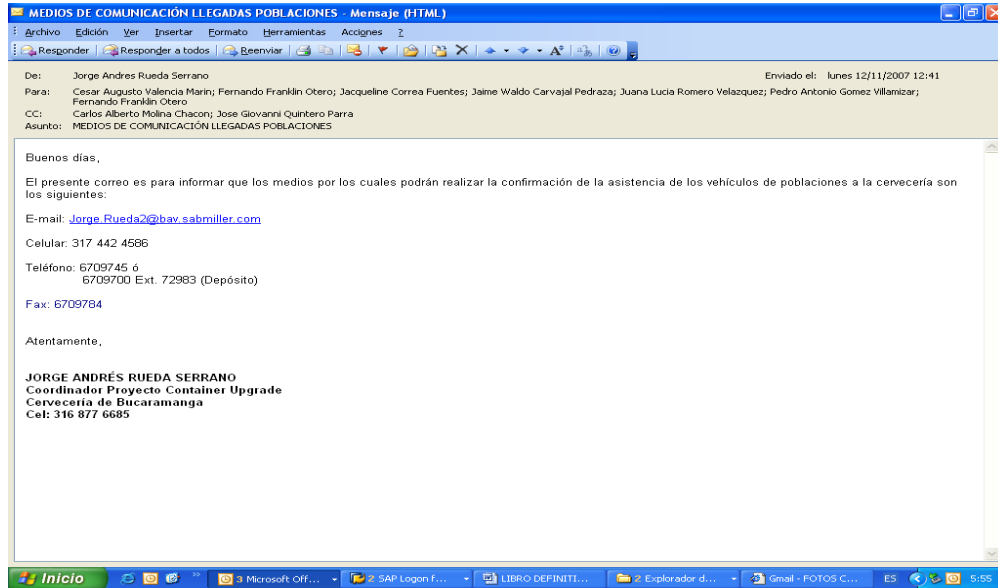 MEDIOS DE COMUNICACIÓN LLEGADAS POBLACIONES - Mensaje (HTML)
Archivo Edición Ver Insertar Formato Herramientas Acciones ?
Responder Responder a todos Reenviar
De: Jorge Andres Rueda Serrano Enviado el: lunes 12/11/2007 12:41
Para: Cesar Augusto Valencia Marin; Fernando Franklin Otero; Jacqueline Correa Fuentes; Jaime Waldo Carvajal Pedraza; Juana Lucia Romero Velazquez; Pedro Antonio Gomez Villamizar;
Fernando Franklin Otero
CC: Carlos Alberto Molina Chacon; Jose Giovanni Quintero Parra
Asunto: MEDIOS DE COMUNICACIÓN LLEGADAS POBLACIONES
Buenos días,
El presente correo es para informar que los medios por los cuales podrán realizar la confirmación de la asistencia de los vehículos de poblaciones a la cervecería son
los siguientes:
E-mail: Jorge.Rueda2@bav.sabmiller.com
Celular: 317 442 4586
Teléfono: 6709745 ó
6709700 Ext. 72983 (Depósito)
Fax: 6709784
Atentamente,
JORGE ANDRÉS RUEDA SERRANO
Coordinador Proyecto Container Upgrade
Cervecería de Bucaramanga
Cel: 316 877 6685
Inicio 3 Microsoft Off... 2 SAP Logon f... LIBRO DEFINITI... 2 Explorador d... Gmail - FOTOS C... ES 5:55